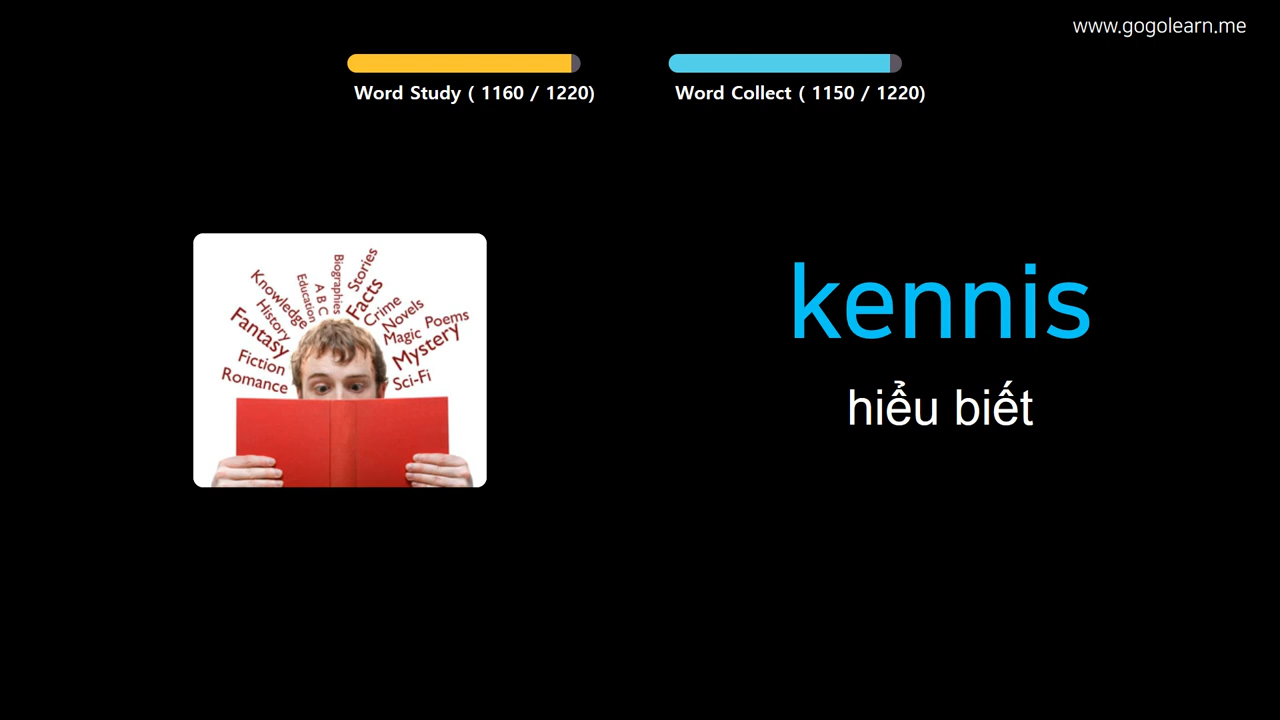 www.gogolearn.me
Word Study ( 1160 / 1220)
Word Collect ( 1150 / 1220)
kennis
hiểu biết
Knowledge
History
Fantasy
Fiction
Romance
Education
A B C
Biographies
Stories
Facts
Crime
Novels
Magic
Poems
Mystery
Sci-Fi